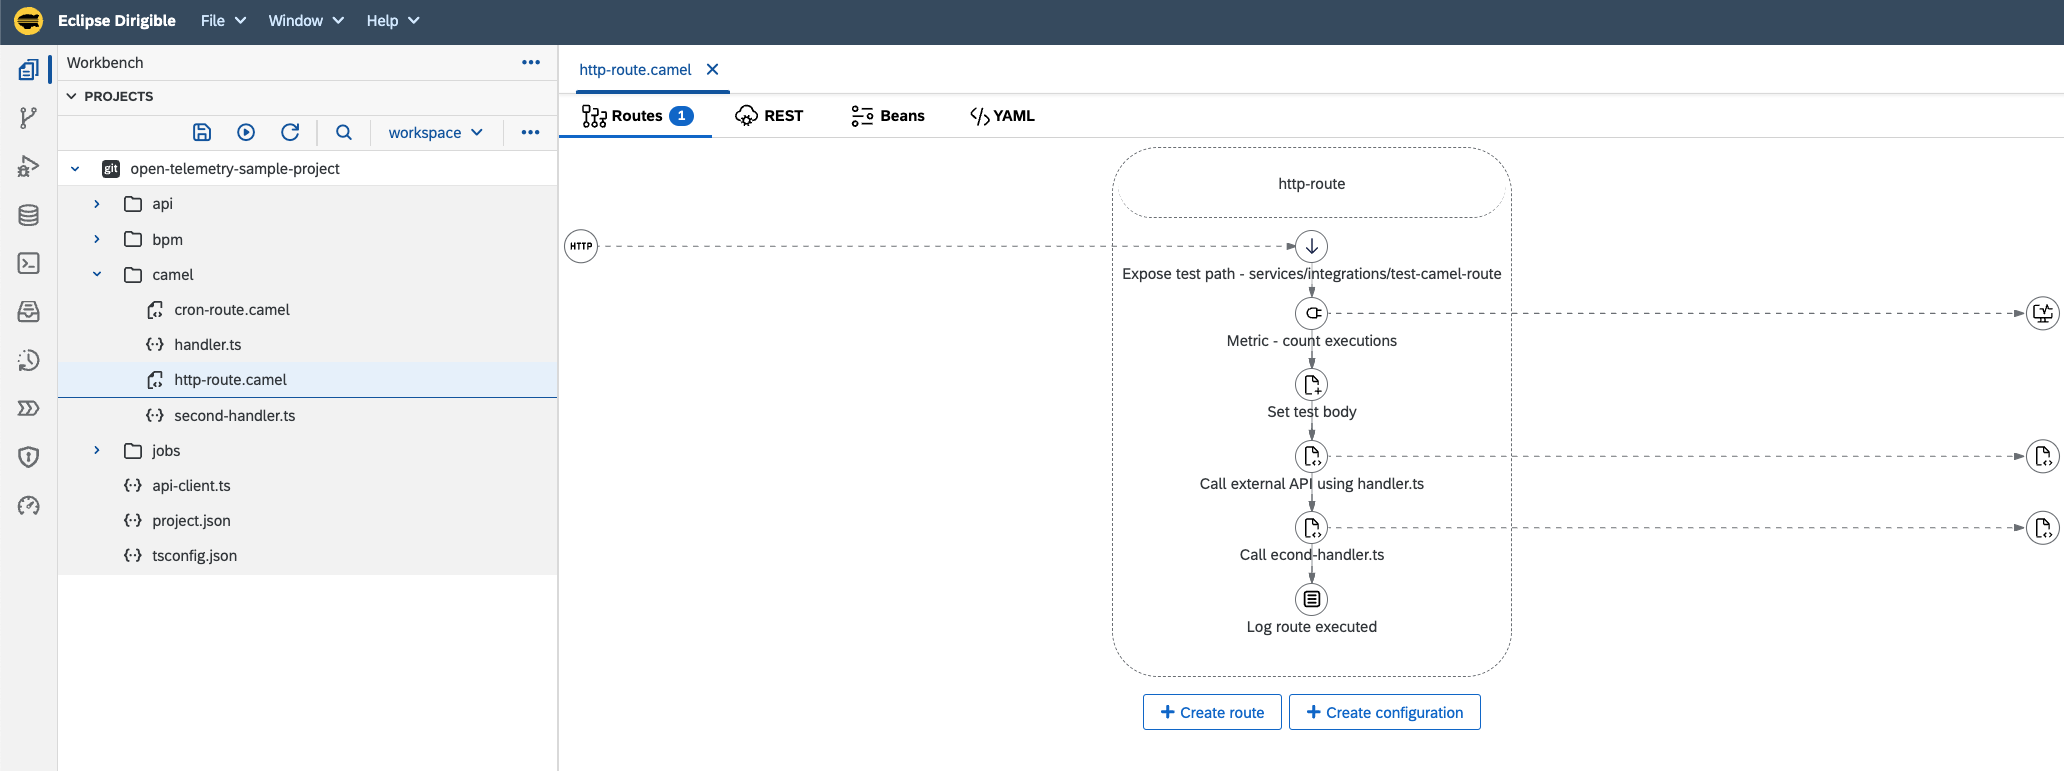 Eclipse Dirigible File Window Help
Workbench
PROJECTS
workspace
git open-telemetry-sample-project
api
bpm
camel
cron-route.camel
handler.ts
http-route.camel
second-handler.ts
jobs
api-client.ts
project.json
tsconfig.json
http-route.camel
Routes 1 REST Beans YAML
http-route
HTTP
Expose test path - services/integrations/test-camel-route
Metric - count executions
Set test body
Call external API using handler.ts
Call econd-handler.ts
Log route executed
Create route Create configuration